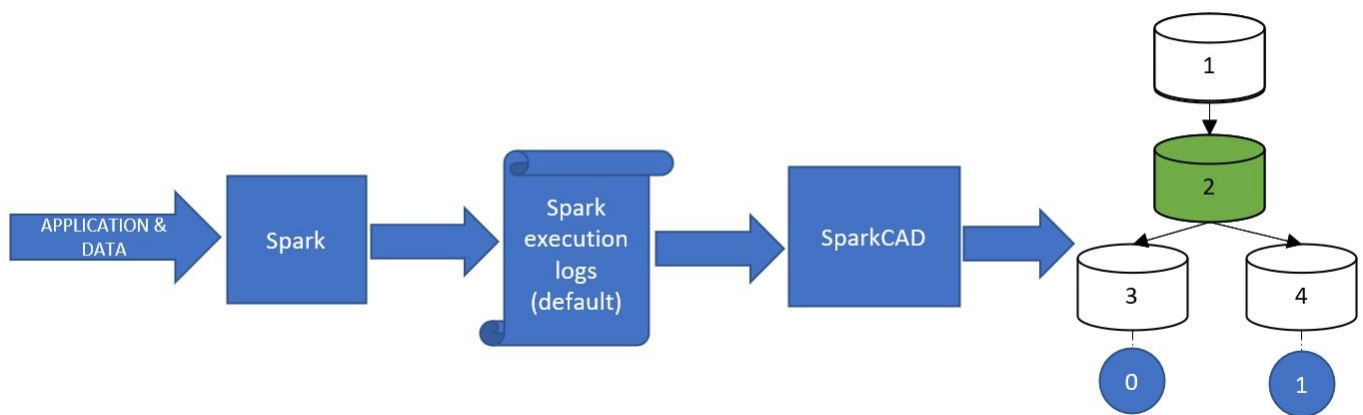 APPLICATION &
DATA
Spark
Spark
execution
logs
(default)
SparkCAD
1
2
3
4
0
1